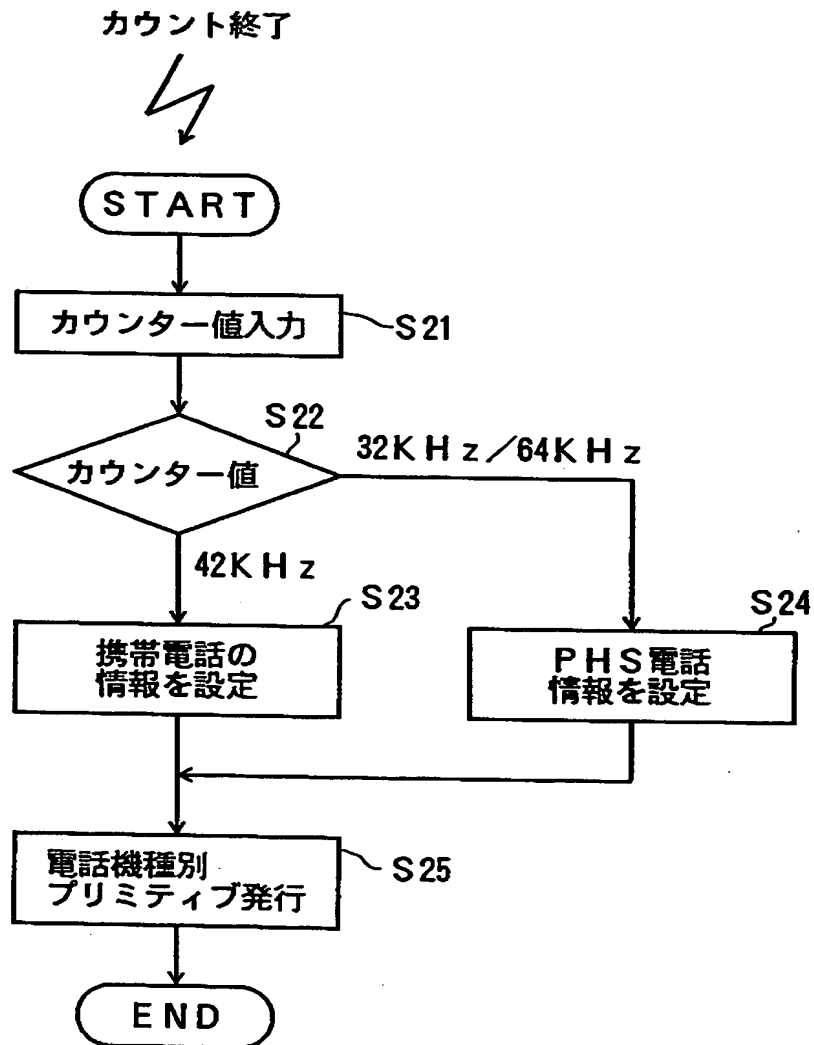 カウント終了
START
カウンター値入力
S21
S22
カウンター値
32KHz/64KHz
42KHz
S23
携帯電話の
情報を設定
S24
PHS電話
情報を設定
電話機種別
プリミティブ発行
S25
END